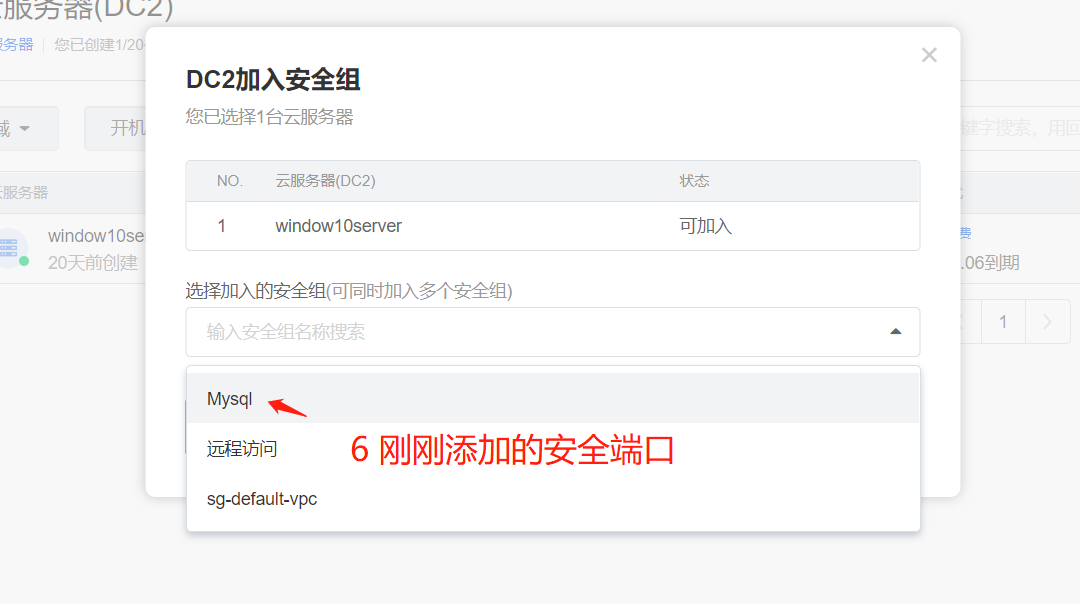 云服务器(DC2)
服务器 您已创建1/20
DC2加入安全组
您已选择1台云服务器
域
开机
键字搜索，用回
NO. 云服务器(DC2) 状态
云服务器
1 window10server 可加入
window10se
20天前创建
费
.06到期
选择加入的安全组(可同时加入多个安全组)
输入安全组名称搜索
1
Mysql
远程访问
6 刚刚添加的安全端口
sg-default-vpc